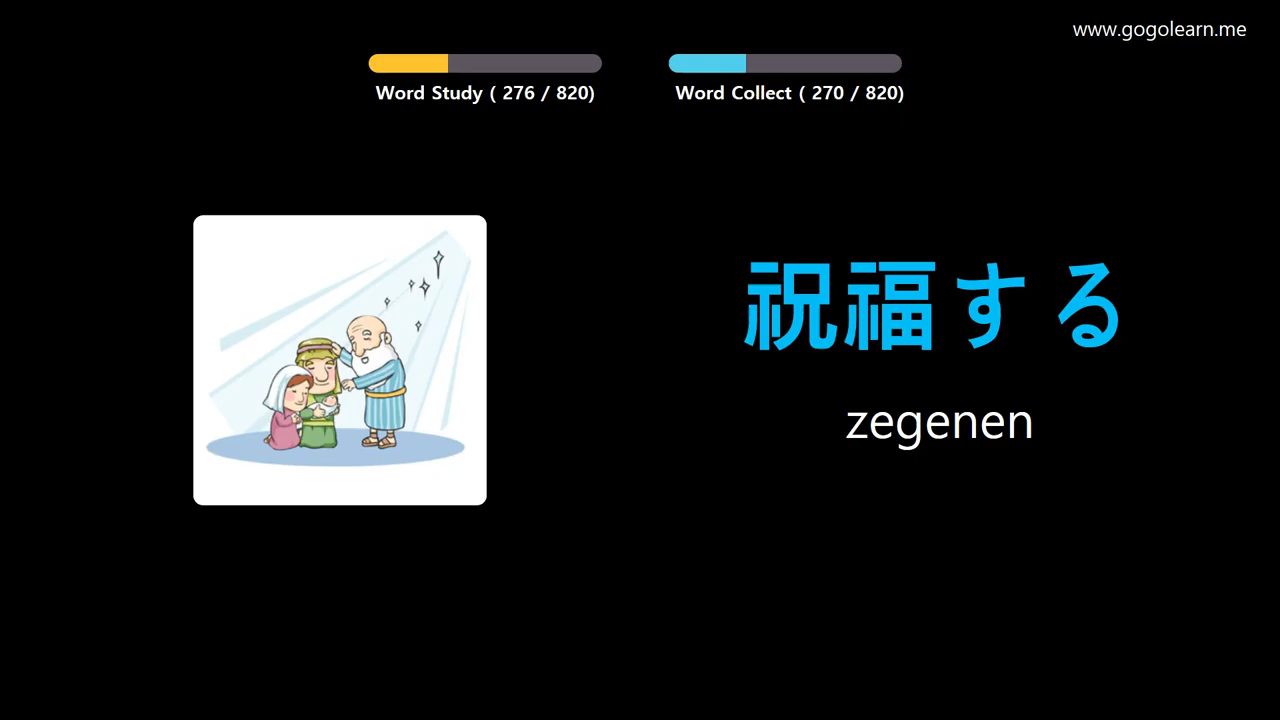 www.gogolearn.me
Word Study ( 276 / 820)
Word Collect ( 270 / 820)
祝福する
zegenen